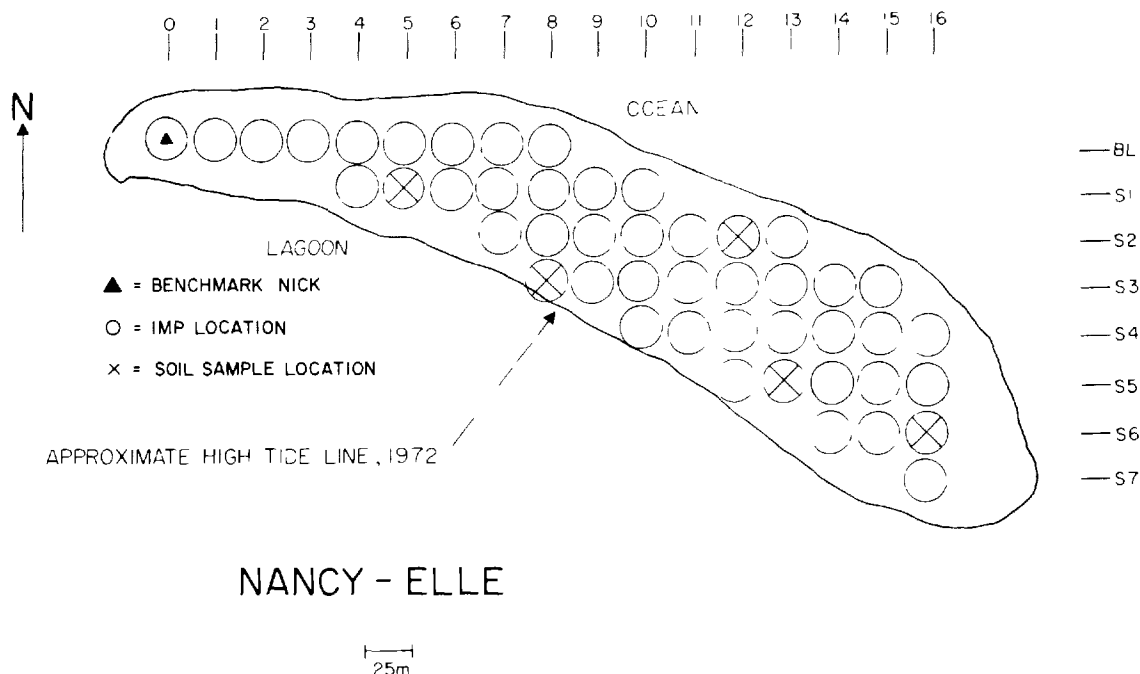 0 1 2 3 4 5 6 7 8 9 10 11 12 13 14 15 16
N
OCEAN
BL
S1
S2
LAGOON
S3
▲ = BENCHMARK NICK
O = IMP LOCATION
S4
× = SOIL SAMPLE LOCATION
S5
S6
APPROXIMATE HIGH TIDE LINE, 1972
S7
NANCY - ELLE
25m